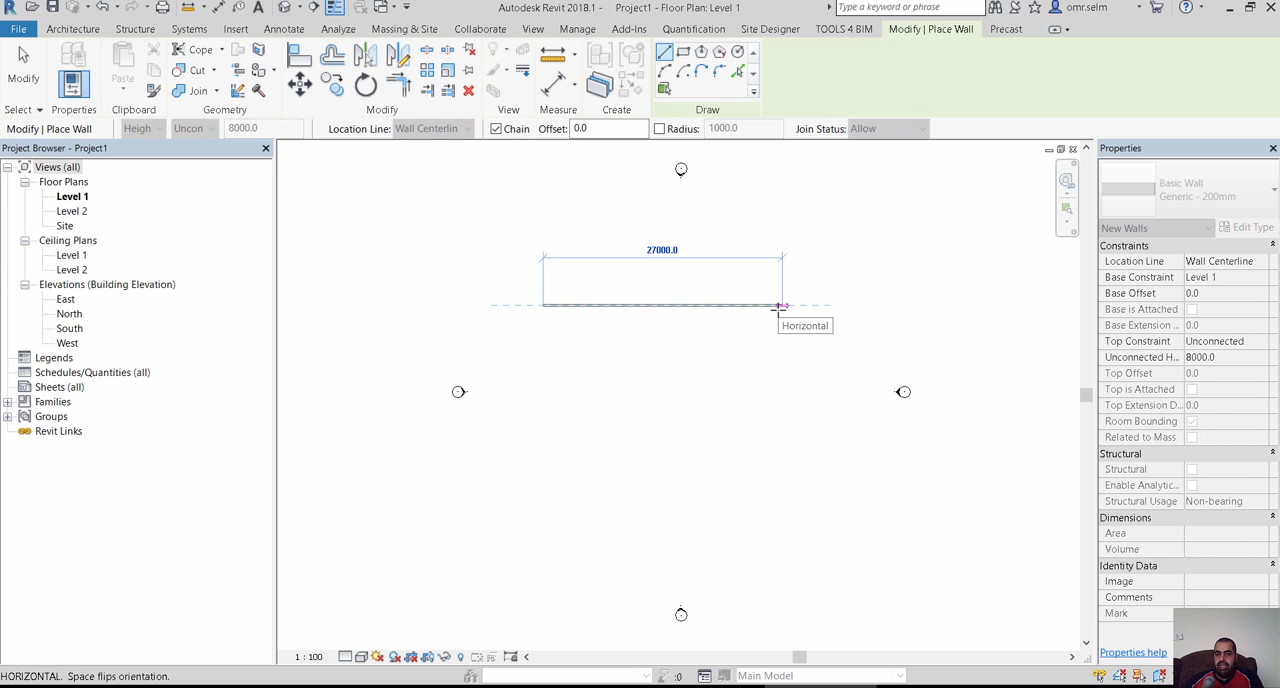 Autodesk Revit 2018.1 - Project1 - Floor Plan: Level 1
Type a keyword or phrase
omr.selm
File Architecture Structure Systems Insert Annotate Analyze Massing & Site Collaborate View Manage Add-Ins Quantification Site Designer TOOLS 4 BIM Modify | Place Wall Precast
Modify
Paste
Cope
Cut
Join
Select Properties Clipboard Geometry Modify View Measure Create Draw
Modify | Place Wall Heigh Uncon 8000.0 Location Line: Wall Centerlin Chain Offset: 0.0 Radius: 1000.0 Join Status: Allow
Project Browser - Project1
Views (all)
Floor Plans
Level 1
Level 2
Site
Ceiling Plans
Level 1
Level 2
Elevations (Building Elevation)
East
North
South
West
Legends
Schedules/Quantities (all)
Sheets (all)
Families
Groups
Revit Links
27000.0
Horizontal
Properties
Basic Wall
Generic - 200mm
New Walls Edit Type
Constraints
Location Line Wall Centerline
Base Constraint Level 1
Base Offset 0.0
Base is Attached
Base Extension ... 0.0
Top Constraint Unconnected
Unconnected H... 8000.0
Top Offset 0.0
Top is Attached
Top Extension D... 0.0
Room Bounding
Related to Mass
Structural
Structural
Enable Analytic...
Structural Usage Non-bearing
Dimensions
Area
Volume
Identity Data
Image
Comments
Mark
Properties help
1 : 100
HORIZONTAL. Space flips orientation.
:0
Main Model